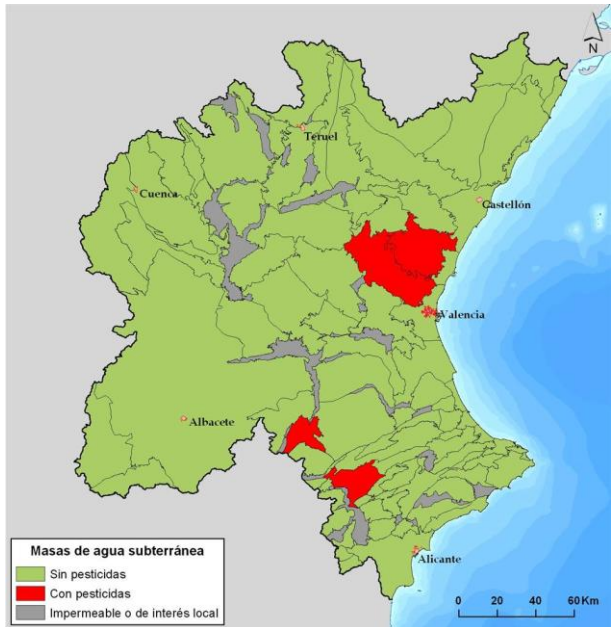 N
Teruel
Cuenca
Castellón
Valencia
Albacete
Alicante
Masas de agua subterránea
Sin pesticidas
Con pesticidas
Impermeable o de interés local
0 20 40 60 Km